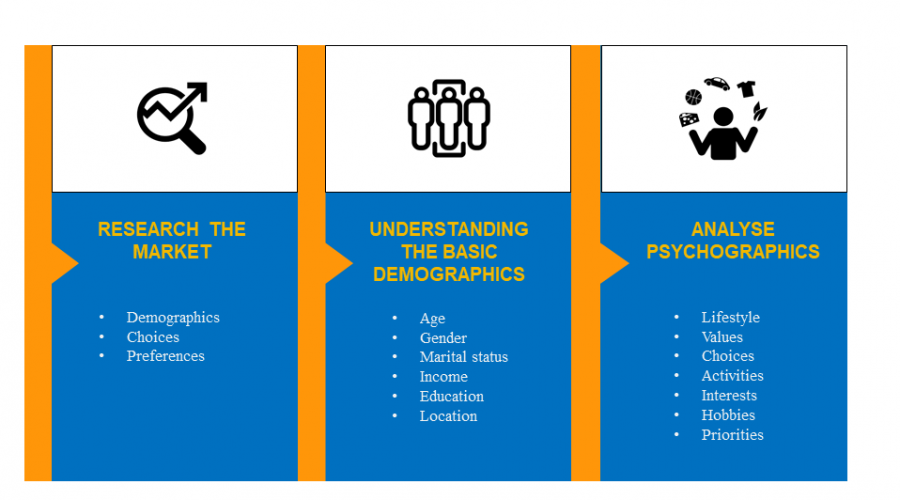 RESEARCH THE
MARKET
• Demographics
• Choices
• Preferences
UNDERSTANDING
THE BASIC
DEMOGRAPHICS
• Age
• Gender
• Marital status
• Income
• Education
• Location
ANALYSE
PSYCHOGRAPHICS
• Lifestyle
• Values
• Choices
• Activities
• Interests
• Hobbies
• Priorities